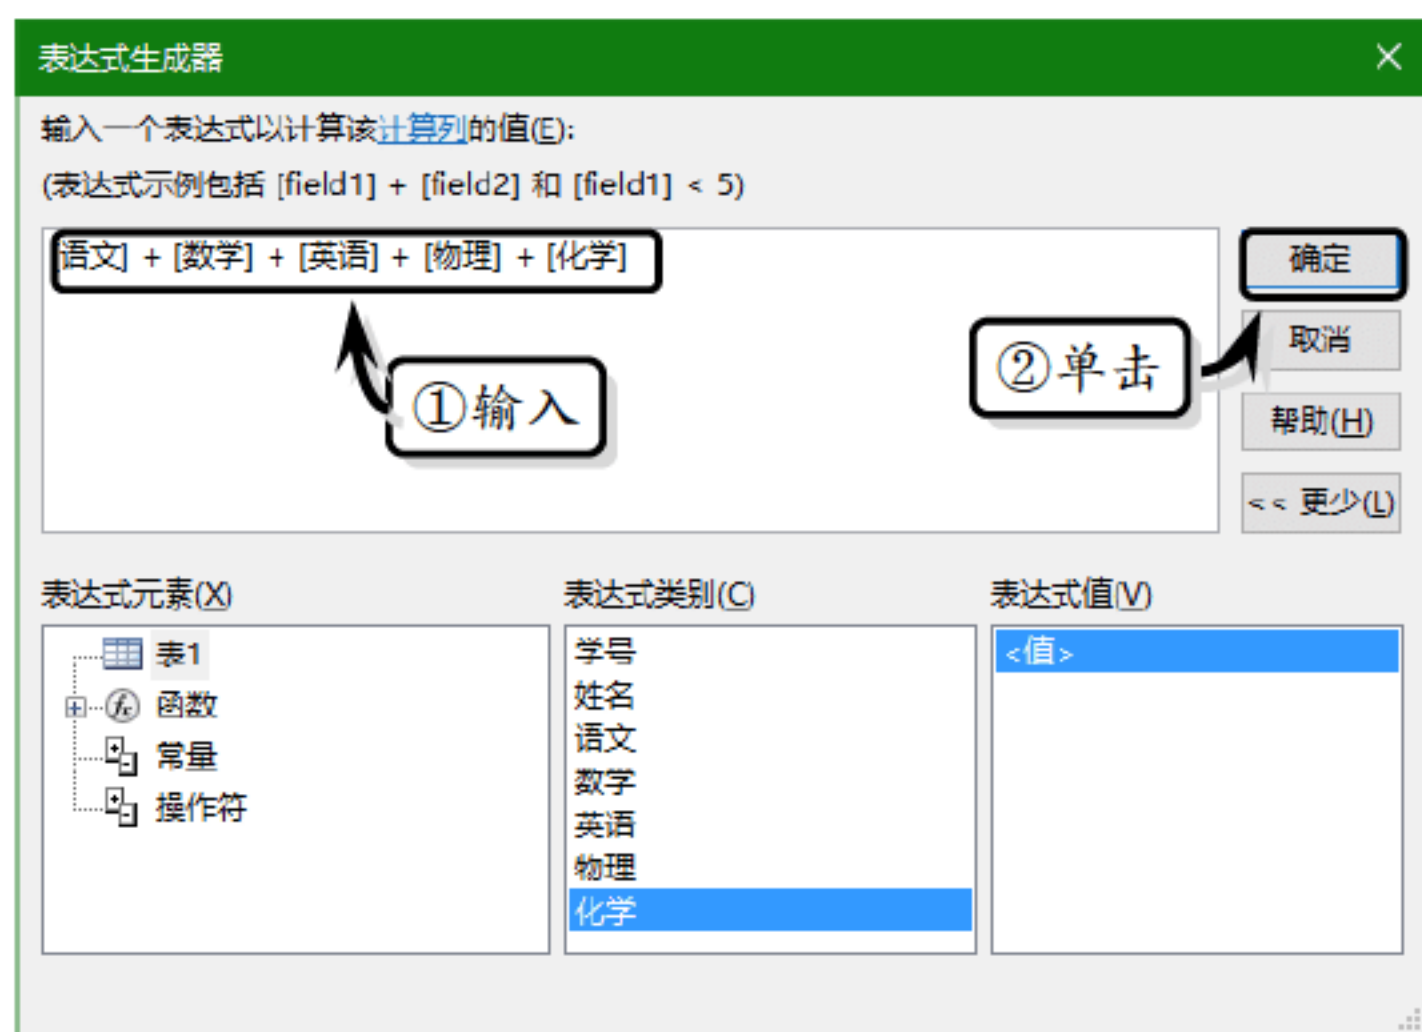 表达式生成器
输入一个表达式以计算该计算列的值(E):
(表达式示例包括 [field1] + [field2] 和 [field1] < 5)
语文] + [数学] + [英语] + [物理] + [化学]
确定
取消
帮助(H)
<< 更少(L)
①输入
②单击
表达式元素(X)
表1
函数
常量
操作符
表达式类别(C)
学号
姓名
语文
数学
英语
物理
化学
表达式值(V)
<值>